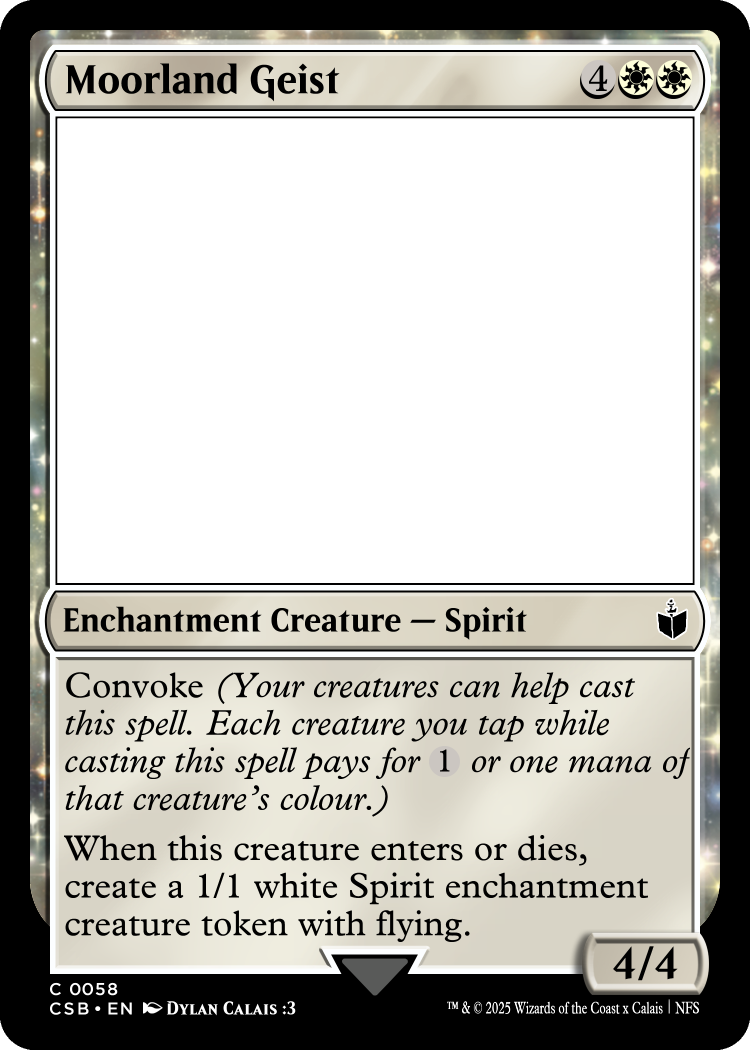 Moorland Geist 4
Enchantment Creature — Spirit
Convoke (Your creatures can help cast
this spell. Each creature you tap while
casting this spell pays for 1 or one mana of
that creature's colour.)
When this creature enters or dies,
create a 1/1 white Spirit enchantment
creature token with flying.
4/4
C 0058
CSB • EN Dylan Calais :3
™ & © 2025 Wizards of the Coast x Calais | NFS